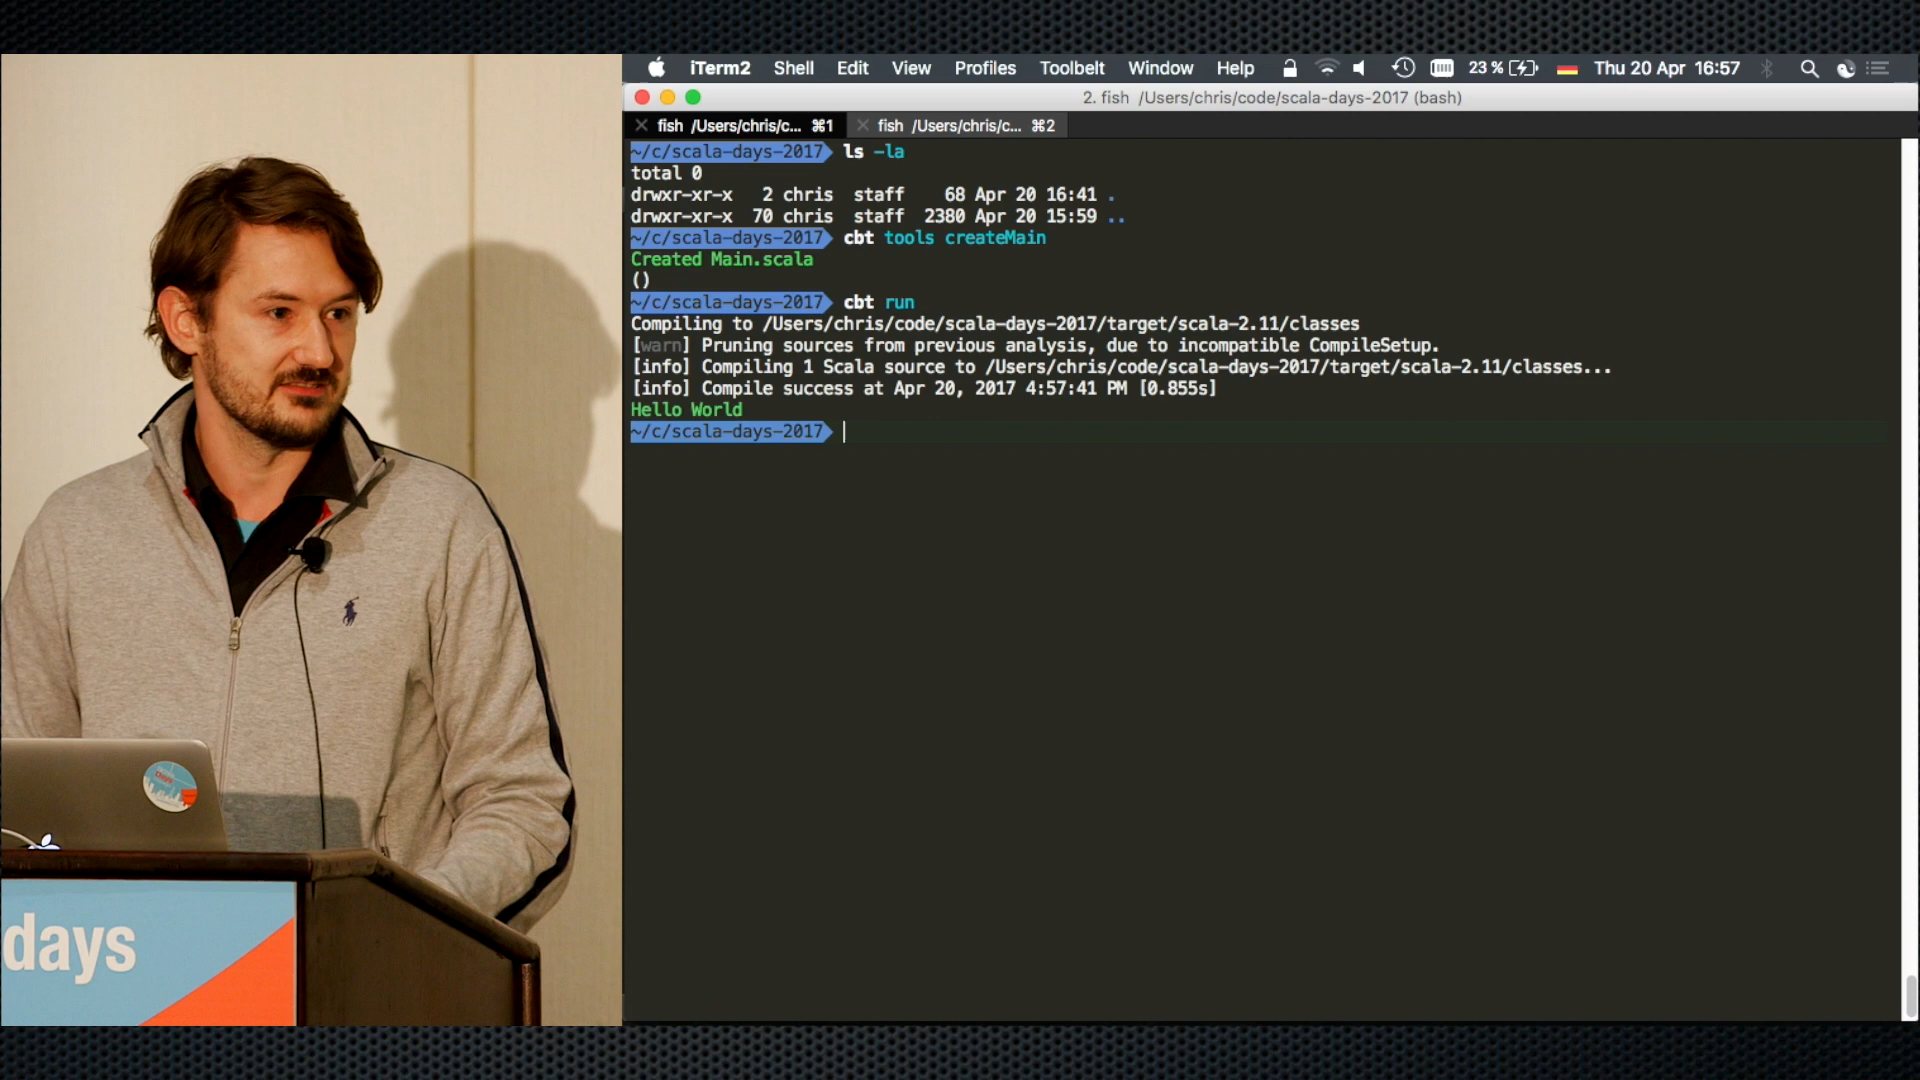 iTerm2 Shell Edit View Profiles Toolbelt Window Help 23 % Thu 20 Apr 16:57
2. fish /Users/chris/code/scala-days-2017 (bash)
fish /Users/chris/c... ⌘1 fish /Users/chris/c... ⌘2
~/c/scala-days-2017 ls -la
total 0
drwxr-xr-x 2 chris staff 68 Apr 20 16:41 .
drwxr-xr-x 70 chris staff 2380 Apr 20 15:59 ..
~/c/scala-days-2017 cbt tools createMain
Created Main.scala
()
~/c/scala-days-2017 cbt run
Compiling to /Users/chris/code/scala-days-2017/target/scala-2.11/classes
[warn] Pruning sources from previous analysis, due to incompatible CompileSetup.
[info] Compiling 1 Scala source to /Users/chris/code/scala-days-2017/target/scala-2.11/classes...
[info] Compile success at Apr 20, 2017 4:57:41 PM [0.855s]
Hello World
~/c/scala-days-2017
days